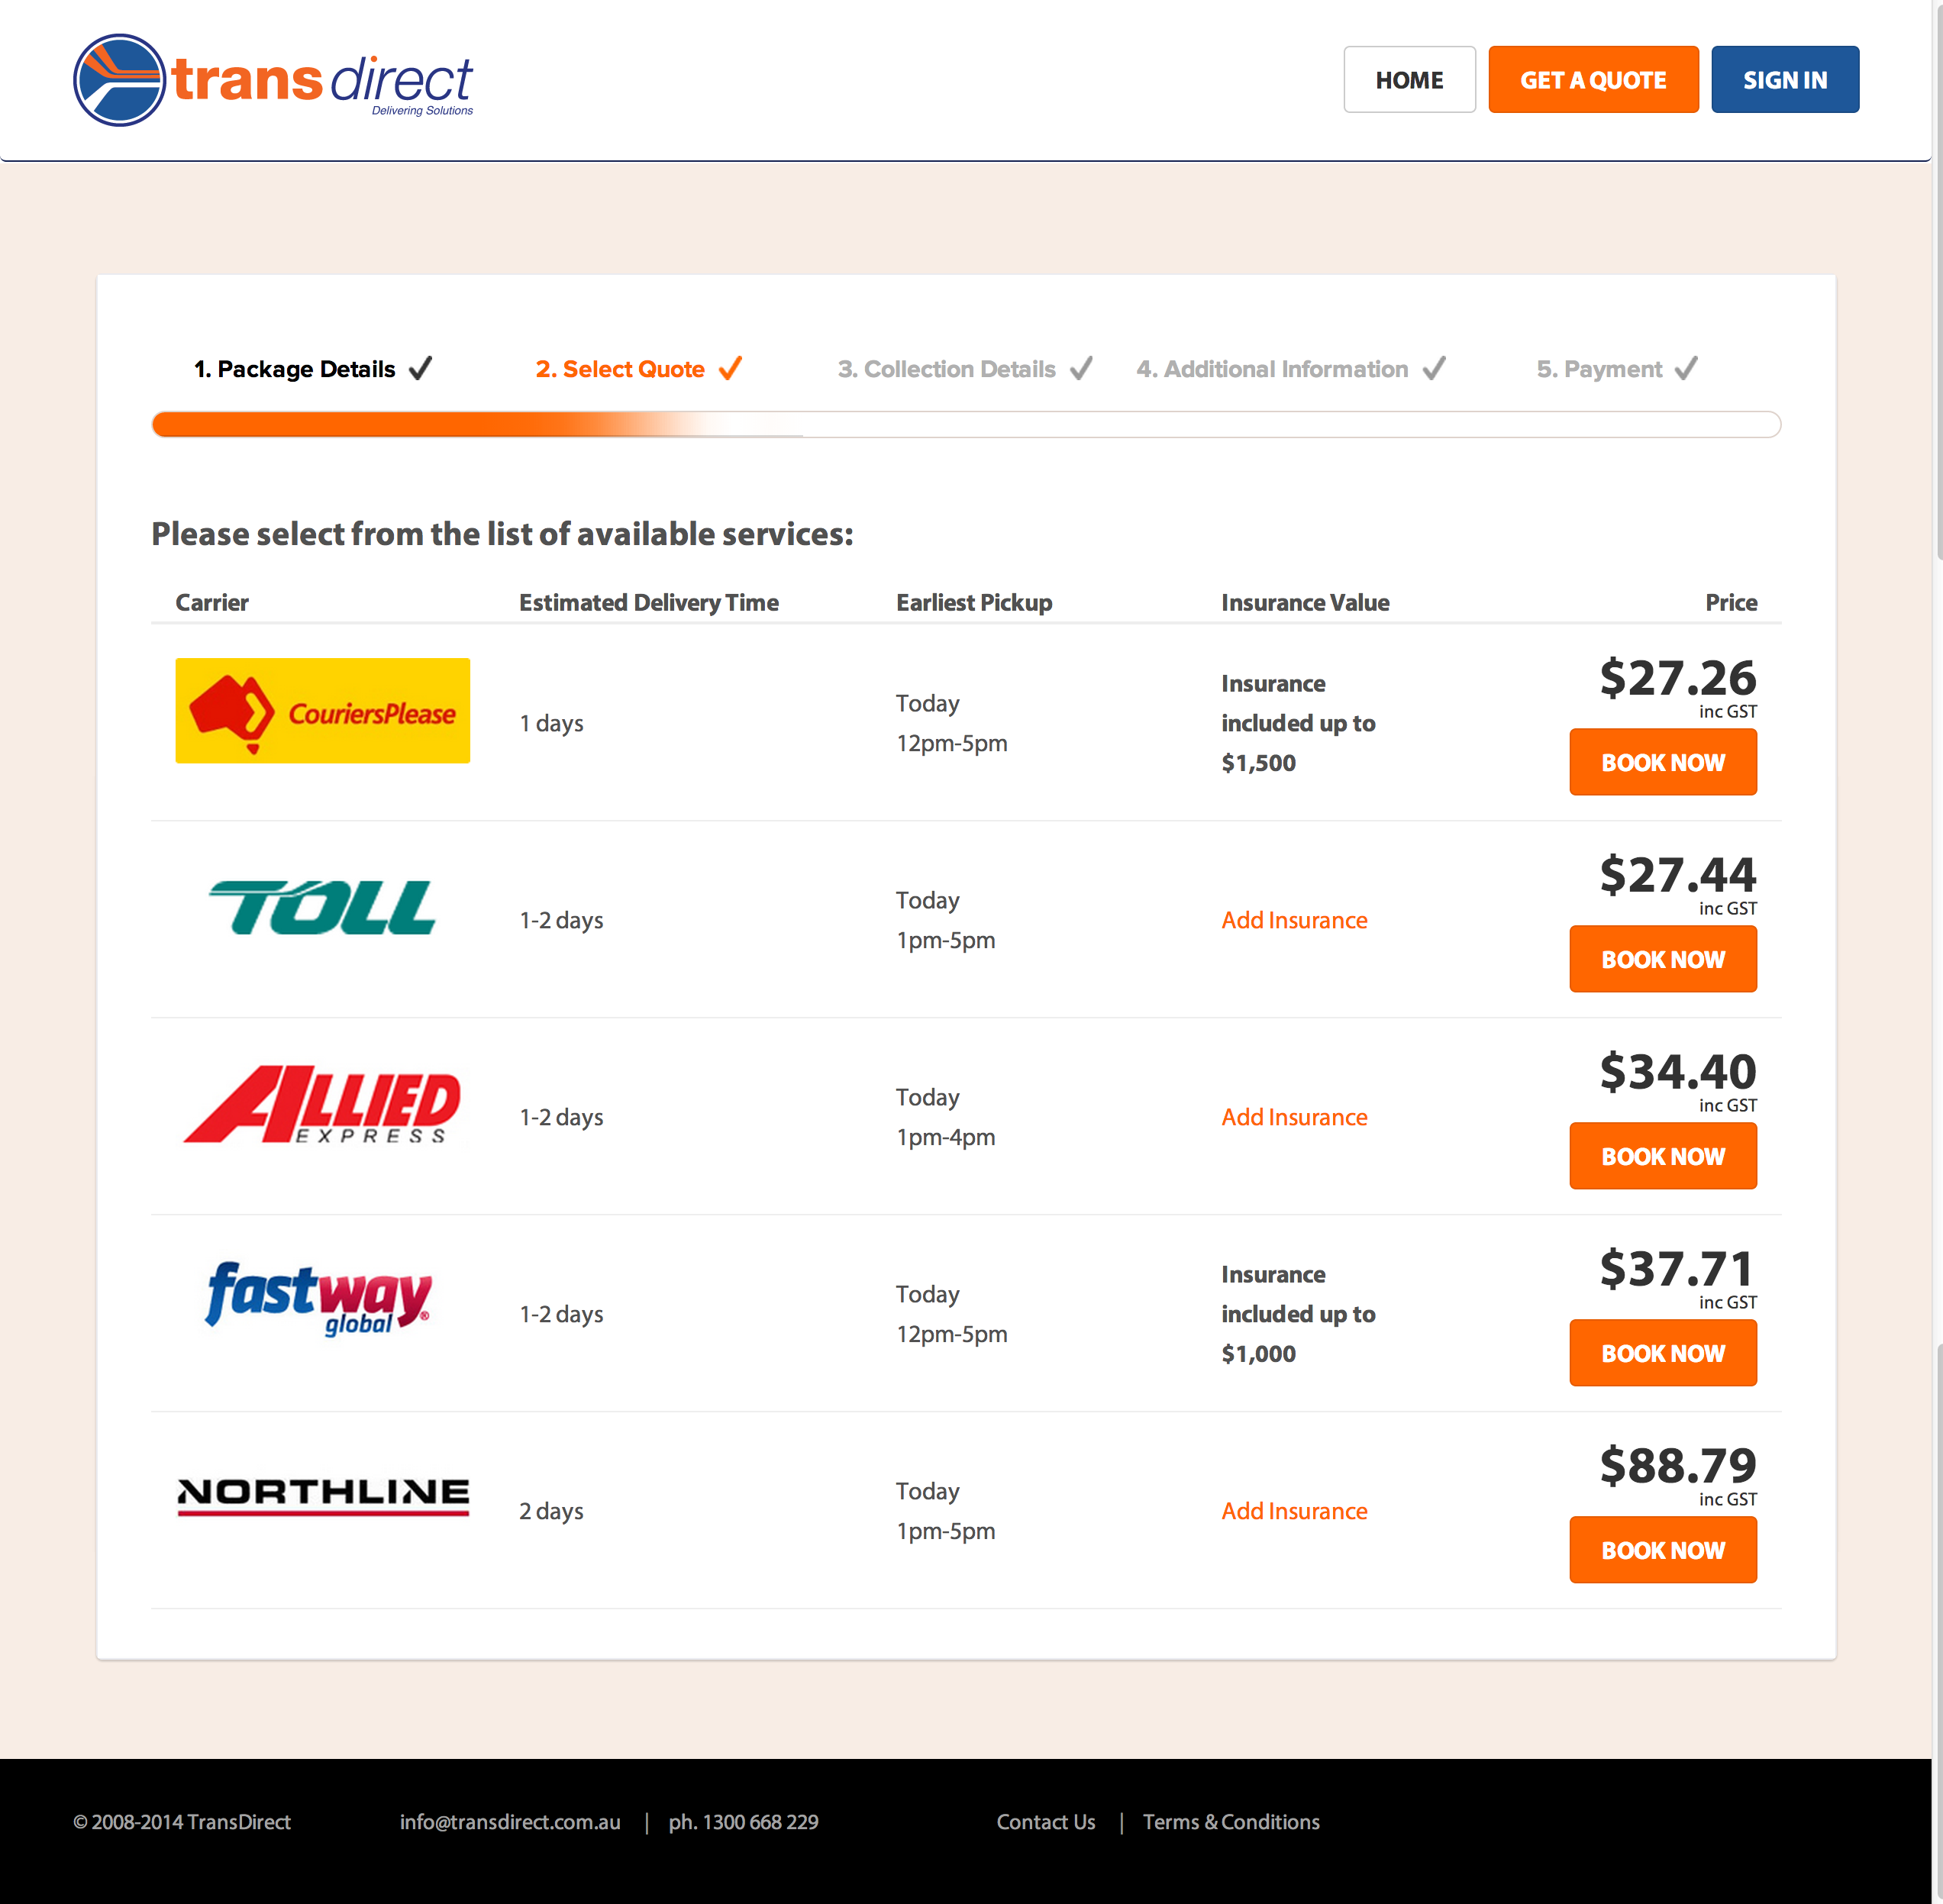 transdirect
Delivering Solutions
HOME
GET A QUOTE
SIGN IN
1. Package Details
2. Select Quote
3. Collection Details
4. Additional Information
5. Payment
Please select from the list of available services:
Carrier
Estimated Delivery Time
Earliest Pickup
Insurance Value
Price
CouriersPlease
1 days
Today
12pm-5pm
Insurance
included up to
$1,500
$27.26
inc GST
BOOK NOW
TOLL
1-2 days
Today
1pm-5pm
Add Insurance
$27.44
inc GST
BOOK NOW
ALLIED
EXPRESS
1-2 days
Today
1pm-4pm
Add Insurance
$34.40
inc GST
BOOK NOW
fastway®
global
1-2 days
Today
12pm-5pm
Insurance
included up to
$1,000
$37.71
inc GST
BOOK NOW
NORTHLINE
2 days
Today
1pm-5pm
Add Insurance
$88.79
inc GST
BOOK NOW
© 2008-2014 TransDirect
info@transdirect.com.au | ph. 1300 668 229
Contact Us | Terms & Conditions